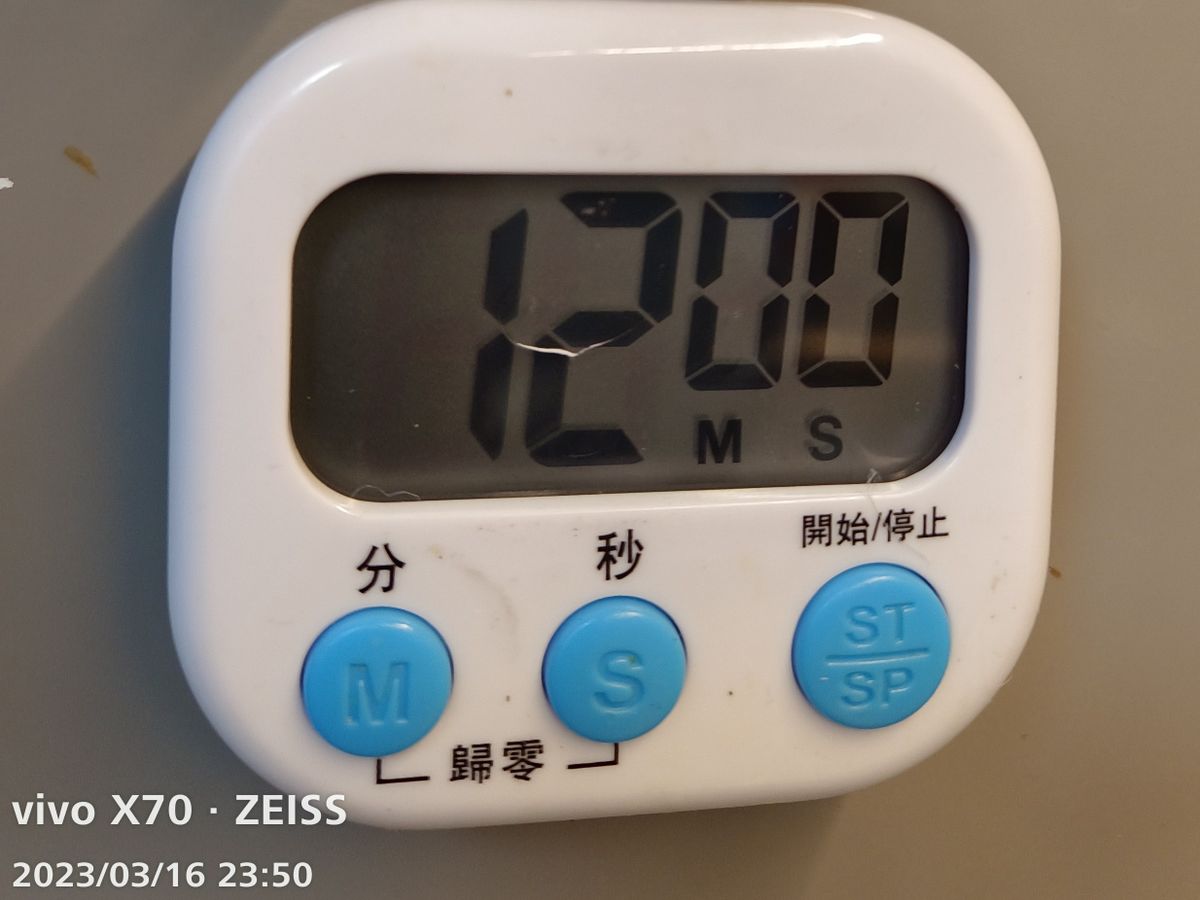 12 00
M S
分 秒 開始/停止
M S ST/SP
歸零
vivo X70 · ZEISS
2023/03/16 23:50